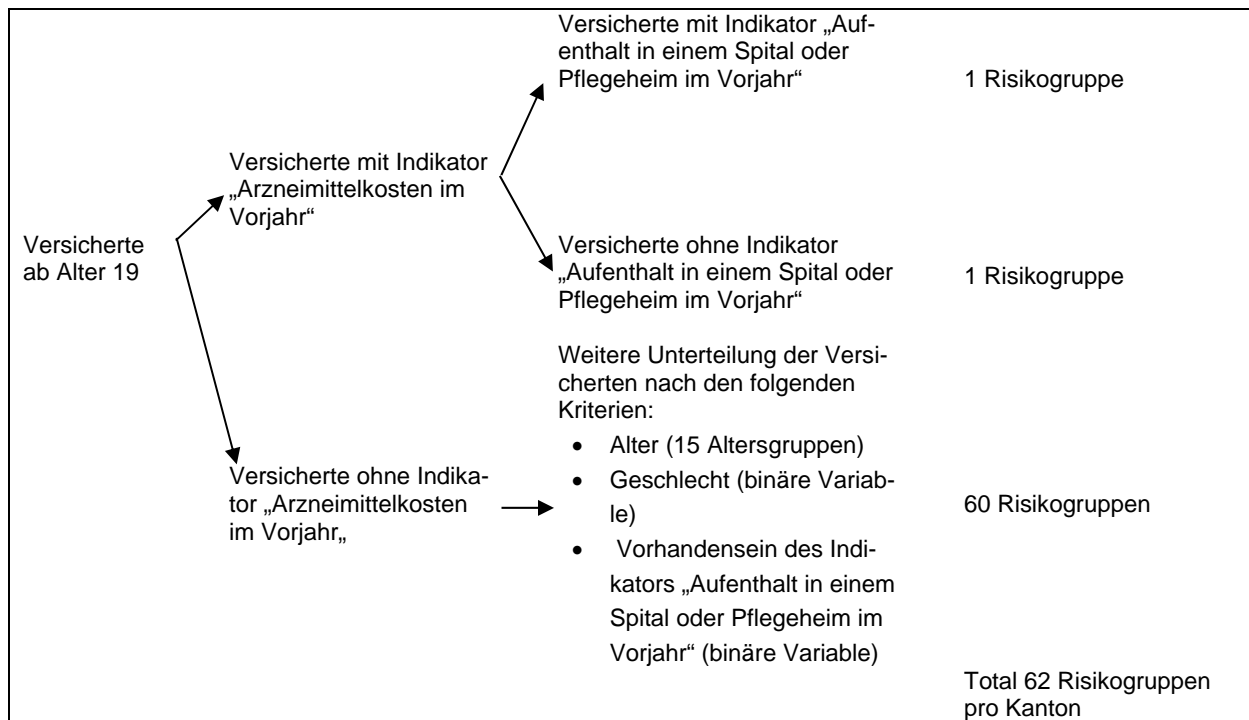 Versicherte ab Alter 19
Versicherte mit Indikator
„Arzneimittelkosten im
Vorjahr“
Versicherte mit Indikator „Auf-
enthalt in einem Spital oder
Pflegeheim im Vorjahr“
1 Risikogruppe
Versicherte ohne Indikator
„Aufenthalt in einem Spital oder
Pflegeheim im Vorjahr“
1 Risikogruppe
Versicherte ohne Indika-
tor „Arzneimittelkosten
im Vorjahr„
Weitere Unterteilung der Versi-
cherten nach den folgenden
Kriterien:
• Alter (15 Altersgruppen)
• Geschlecht (binäre Variab-
le)
• Vorhandensein des Indi-
kators „Aufenthalt in einem
Spital oder Pflegeheim im
Vorjahr“ (binäre Variable)
60 Risikogruppen
Total 62 Risikogruppen
pro Kanton